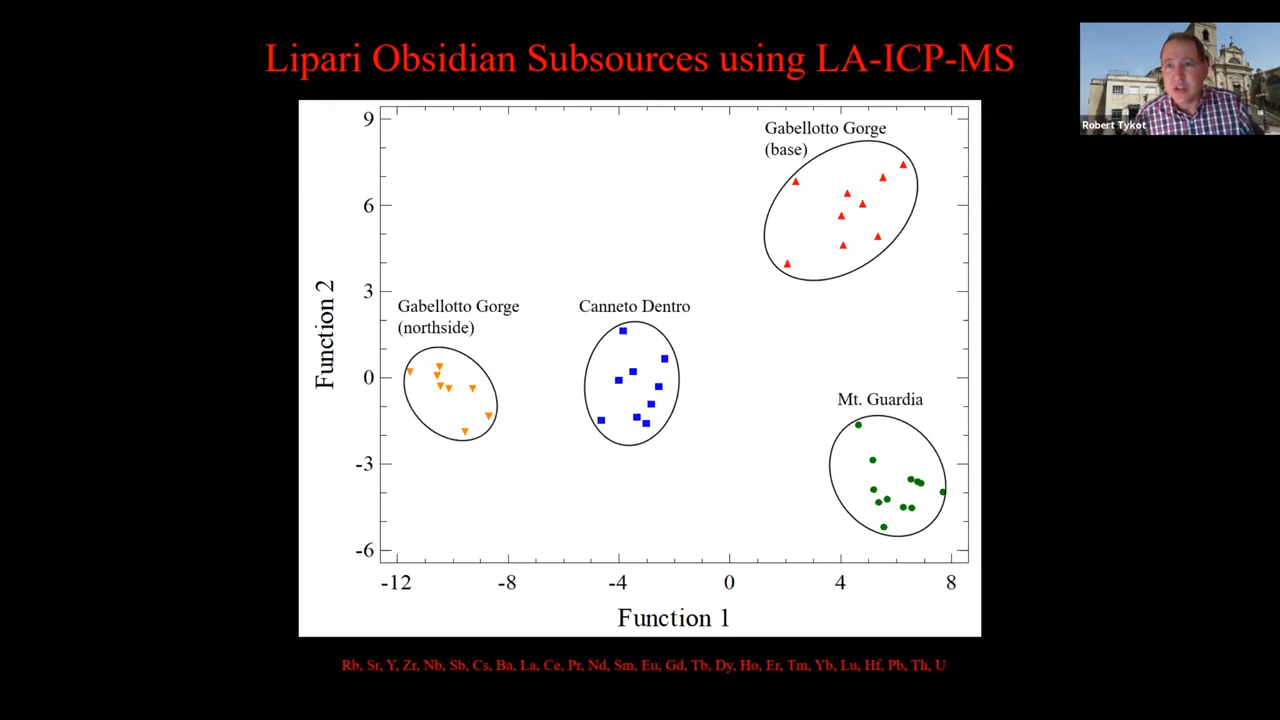 Lipari Obsidian Subsources using LA-ICP-MS
Robert Tykot
Gabellotto Gorge
(base)
9
6
3
0
-3
-6
Function 2
Gabellotto Gorge
(northside)
Canneto Dentro
Mt. Guardia
-12 -8 -4 0 4 8
Function 1
Rb, Sr, Y, Zr, Nb, Sb, Cs, Ba, La, Ce, Pr, Nd, Sm, Eu, Gd, Tb, Dy, Ho, Er, Tm, Yb, Lu, Hf, Pb, Th, U